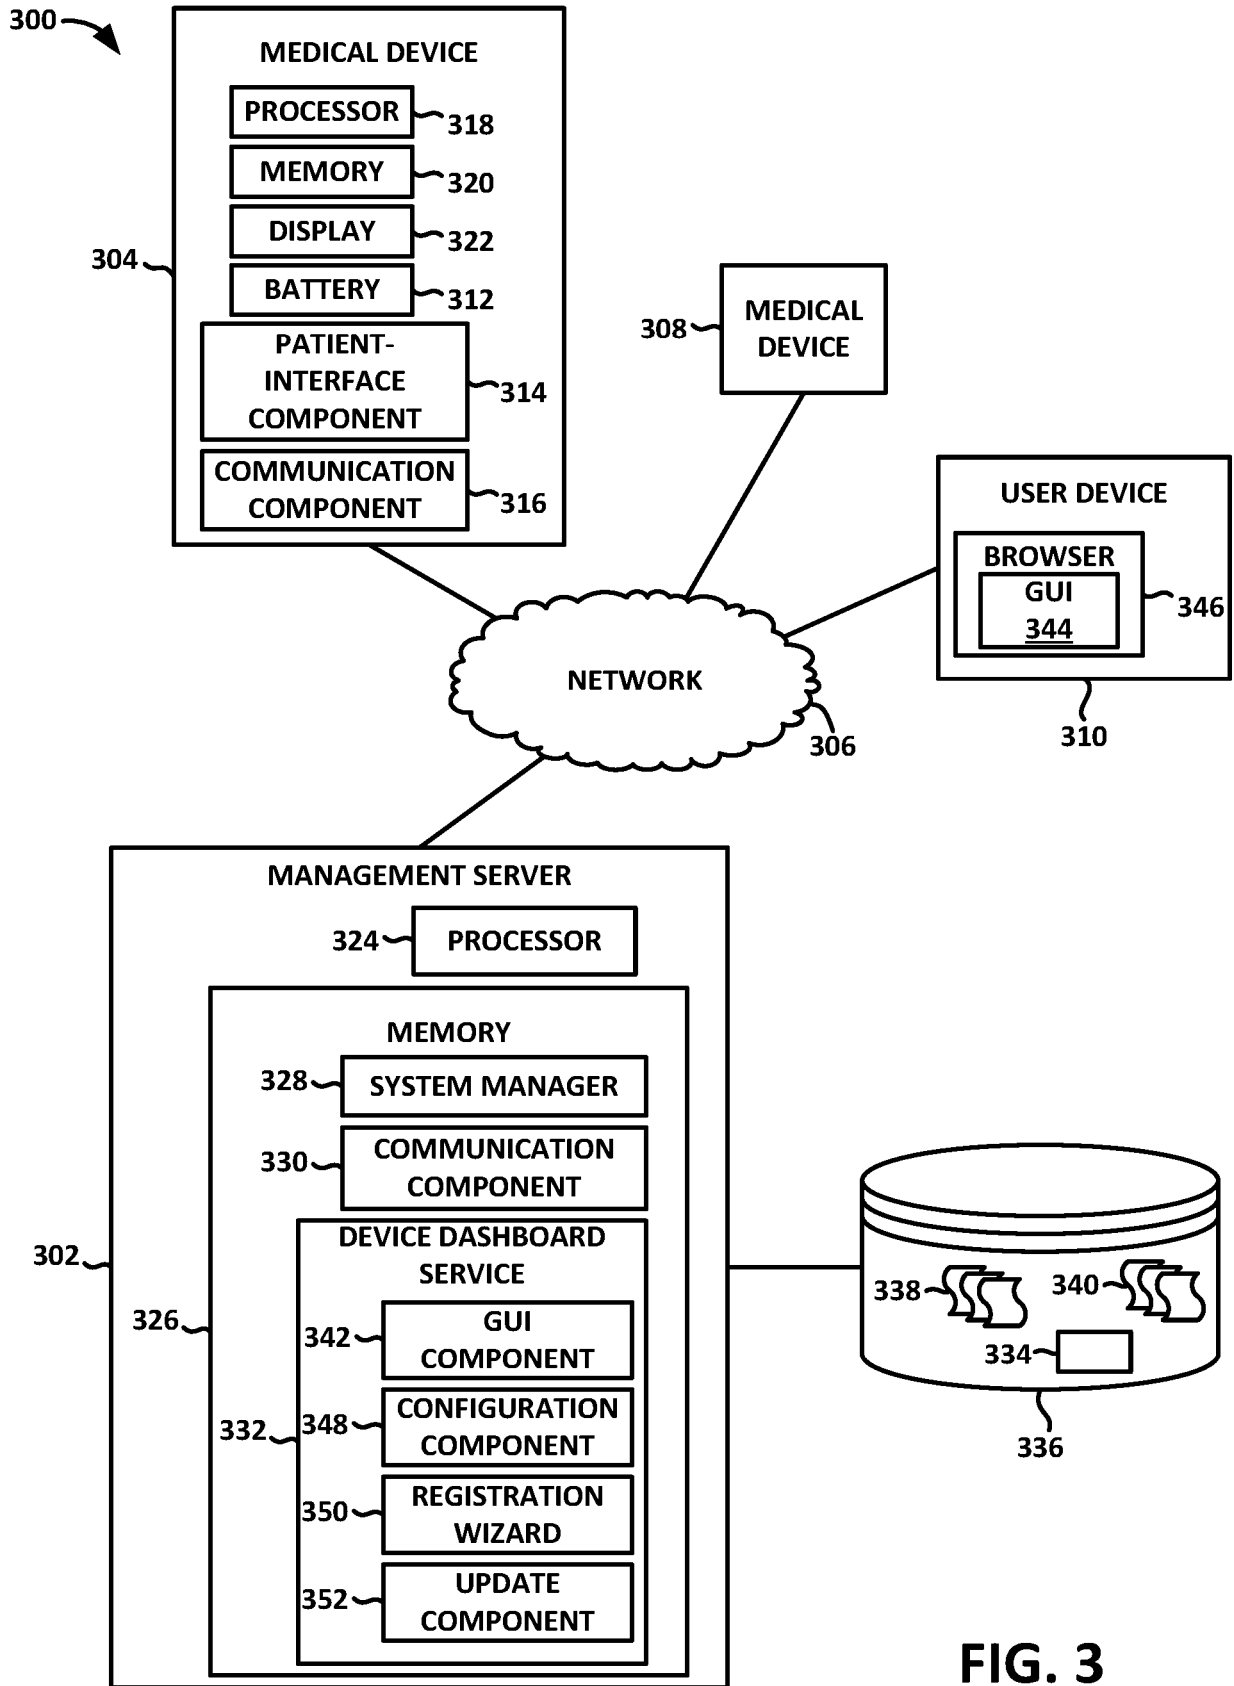 300
MEDICAL DEVICE
PROCESSOR
318
MEMORY
320
DISPLAY
322
304
BATTERY
312
PATIENT-
INTERFACE
COMPONENT
314
COMMUNICATION
COMPONENT
316
308
MEDICAL
DEVICE
USER DEVICE
BROWSER
GUI
344
346
310
NETWORK
306
MANAGEMENT SERVER
324
PROCESSOR
MEMORY
328
SYSTEM MANAGER
330
COMMUNICATION
COMPONENT
302
DEVICE DASHBOARD
SERVICE
326
342
GUI
COMPONENT
332
348
CONFIGURATION
COMPONENT
350
REGISTRATION
WIZARD
352
UPDATE
COMPONENT
338
340
334
336
FIG. 3